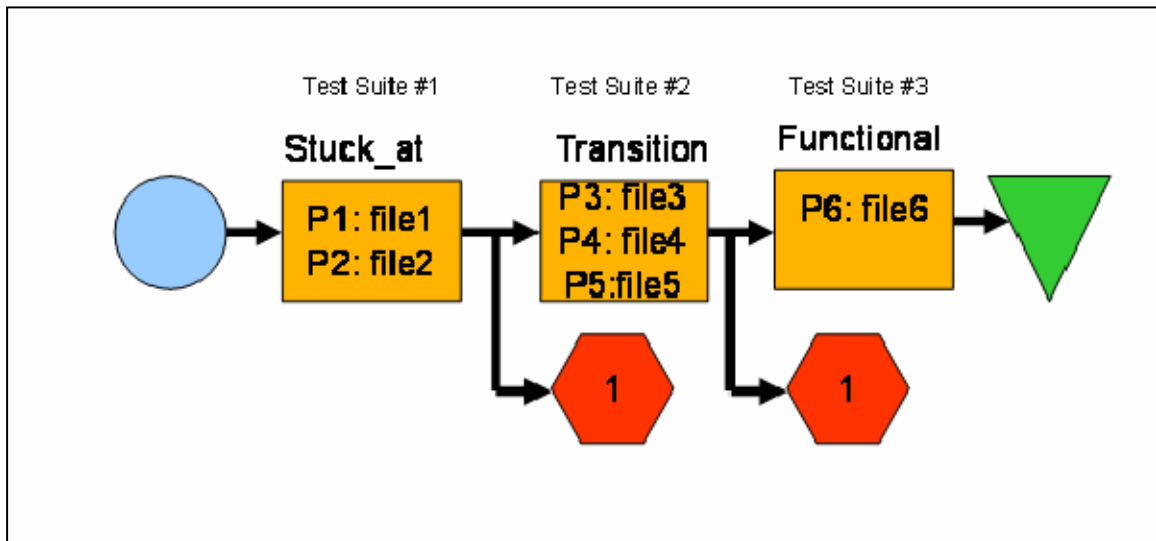 Test Suite #1
Test Suite #2
Test Suite #3
Stuck_at
Transition
Functional
P1: file1
P2: file2
P3: file3
P4: file4
P5:file5
P6: file6
1
1